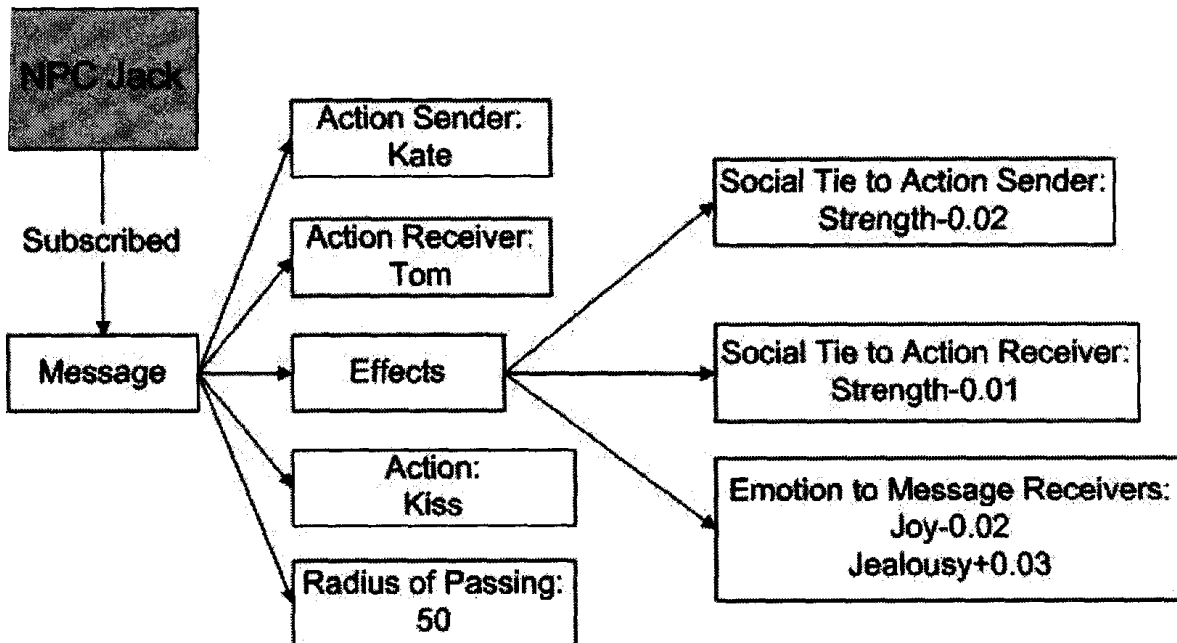 NPC Jack
Subscribed
Message
Action Sender:
Kate
Action Receiver:
Tom
Effects
Action:
Kiss
Radius of Passing:
50
Social Tie to Action Sender:
Strength-0.02
Social Tie to Action Receiver:
Strength-0.01
Emotion to Message Receivers:
Joy-0.02
Jealousy+0.03